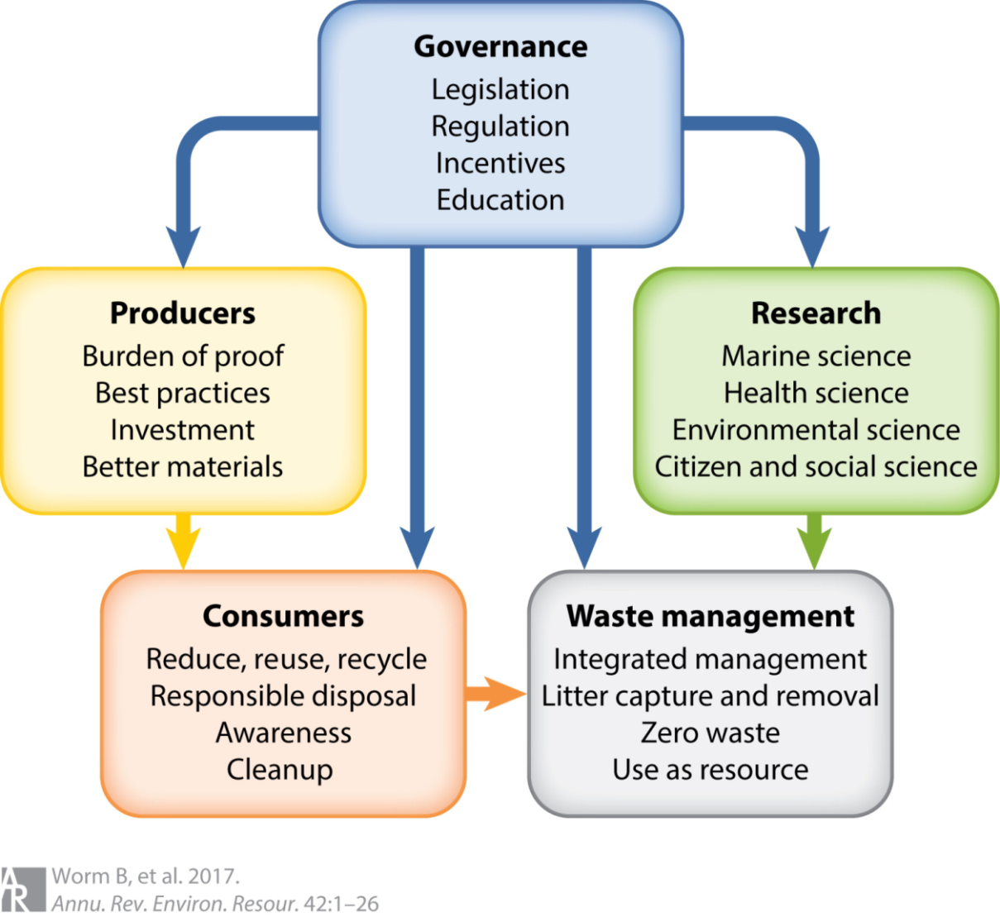 Governance
Legislation
Regulation
Incentives
Education
Producers
Burden of proof
Best practices
Investment
Better materials
Research
Marine science
Health science
Environmental science
Citizen and social science
Consumers
Reduce, reuse, recycle
Responsible disposal
Awareness
Cleanup
Waste management
Integrated management
Litter capture and removal
Zero waste
Use as resource
AR
Worm B, et al. 2017.
Annu. Rev. Environ. Resour. 42:1–26